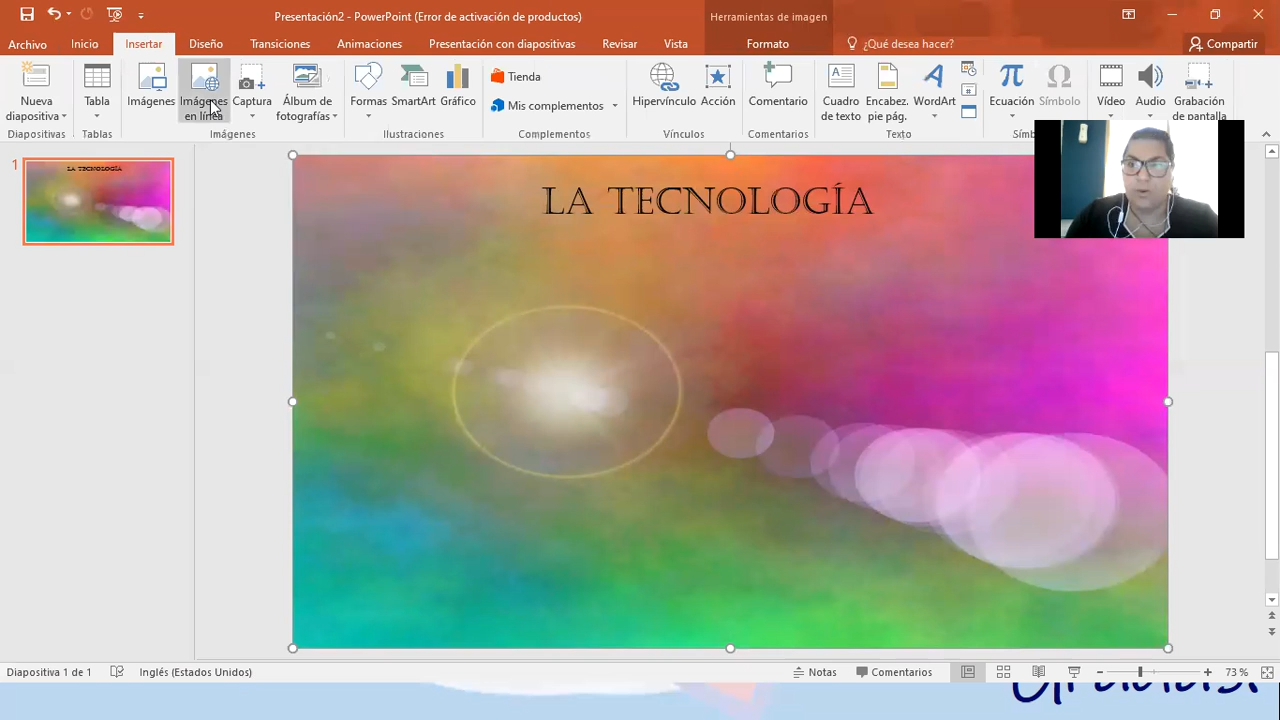 Presentación2 - PowerPoint (Error de activación de productos)
Herramientas de imagen
Archivo Inicio Insertar Diseño Transiciones Animaciones Presentación con diapositivas Revisar Vista Formato ¿Qué desea hacer? Compartir
Nueva diapositiva
Tabla
Imágenes
Imágenes en línea
Captura
Álbum de fotografías
Formas
SmartArt
Gráfico
Tienda
Mis complementos
Hipervínculo
Acción
Comentario
Cuadro de texto
Encabez. pie pág.
WordArt
Ecuación
Símbolo
Vídeo
Audio
Grabación de pantalla
Diapositivas Tablas Imágenes Ilustraciones Complementos Vínculos Comentarios Texto
1
LA TECNOLOGÍA
LA TECNOLOGÍA
Diapositiva 1 de 1 Inglés (Estados Unidos) Notas Comentarios 73 %